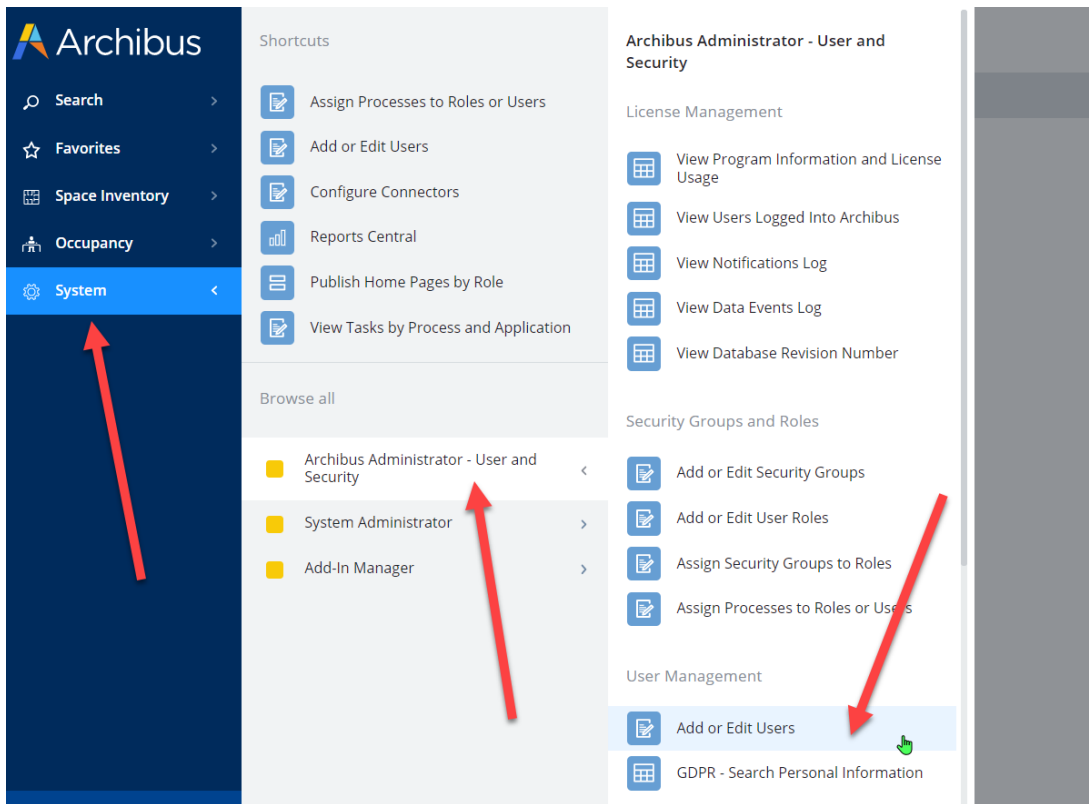 Archibus
Search
Favorites
Space Inventory
Occupancy
System
Shortcuts
Assign Processes to Roles or Users
Add or Edit Users
Configure Connectors
Reports Central
Publish Home Pages by Role
View Tasks by Process and Application
Browse all
Archibus Administrator - User and
Security
System Administrator
Add-In Manager
Archibus Administrator - User and
Security
License Management
View Program Information and License
Usage
View Users Logged Into Archibus
View Notifications Log
View Data Events Log
View Database Revision Number
Security Groups and Roles
Add or Edit Security Groups
Add or Edit User Roles
Assign Security Groups to Roles
Assign Processes to Roles or Users
User Management
Add or Edit Users
GDPR - Search Personal Information